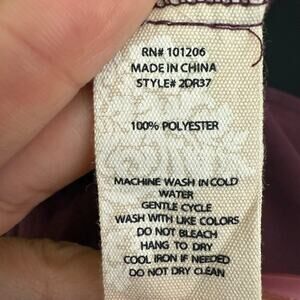 RN# 101206
MADE IN CHINA
STYLE# 2DR37
100% POLYESTER
MACHINE WASH IN COLD
WATER
GENTLE CYCLE
WASH WITH LIKE COLORS
DO NOT BLEACH
HANG TO DRY
COOL IRON IF NEEDED
DO NOT DRY CLEAN